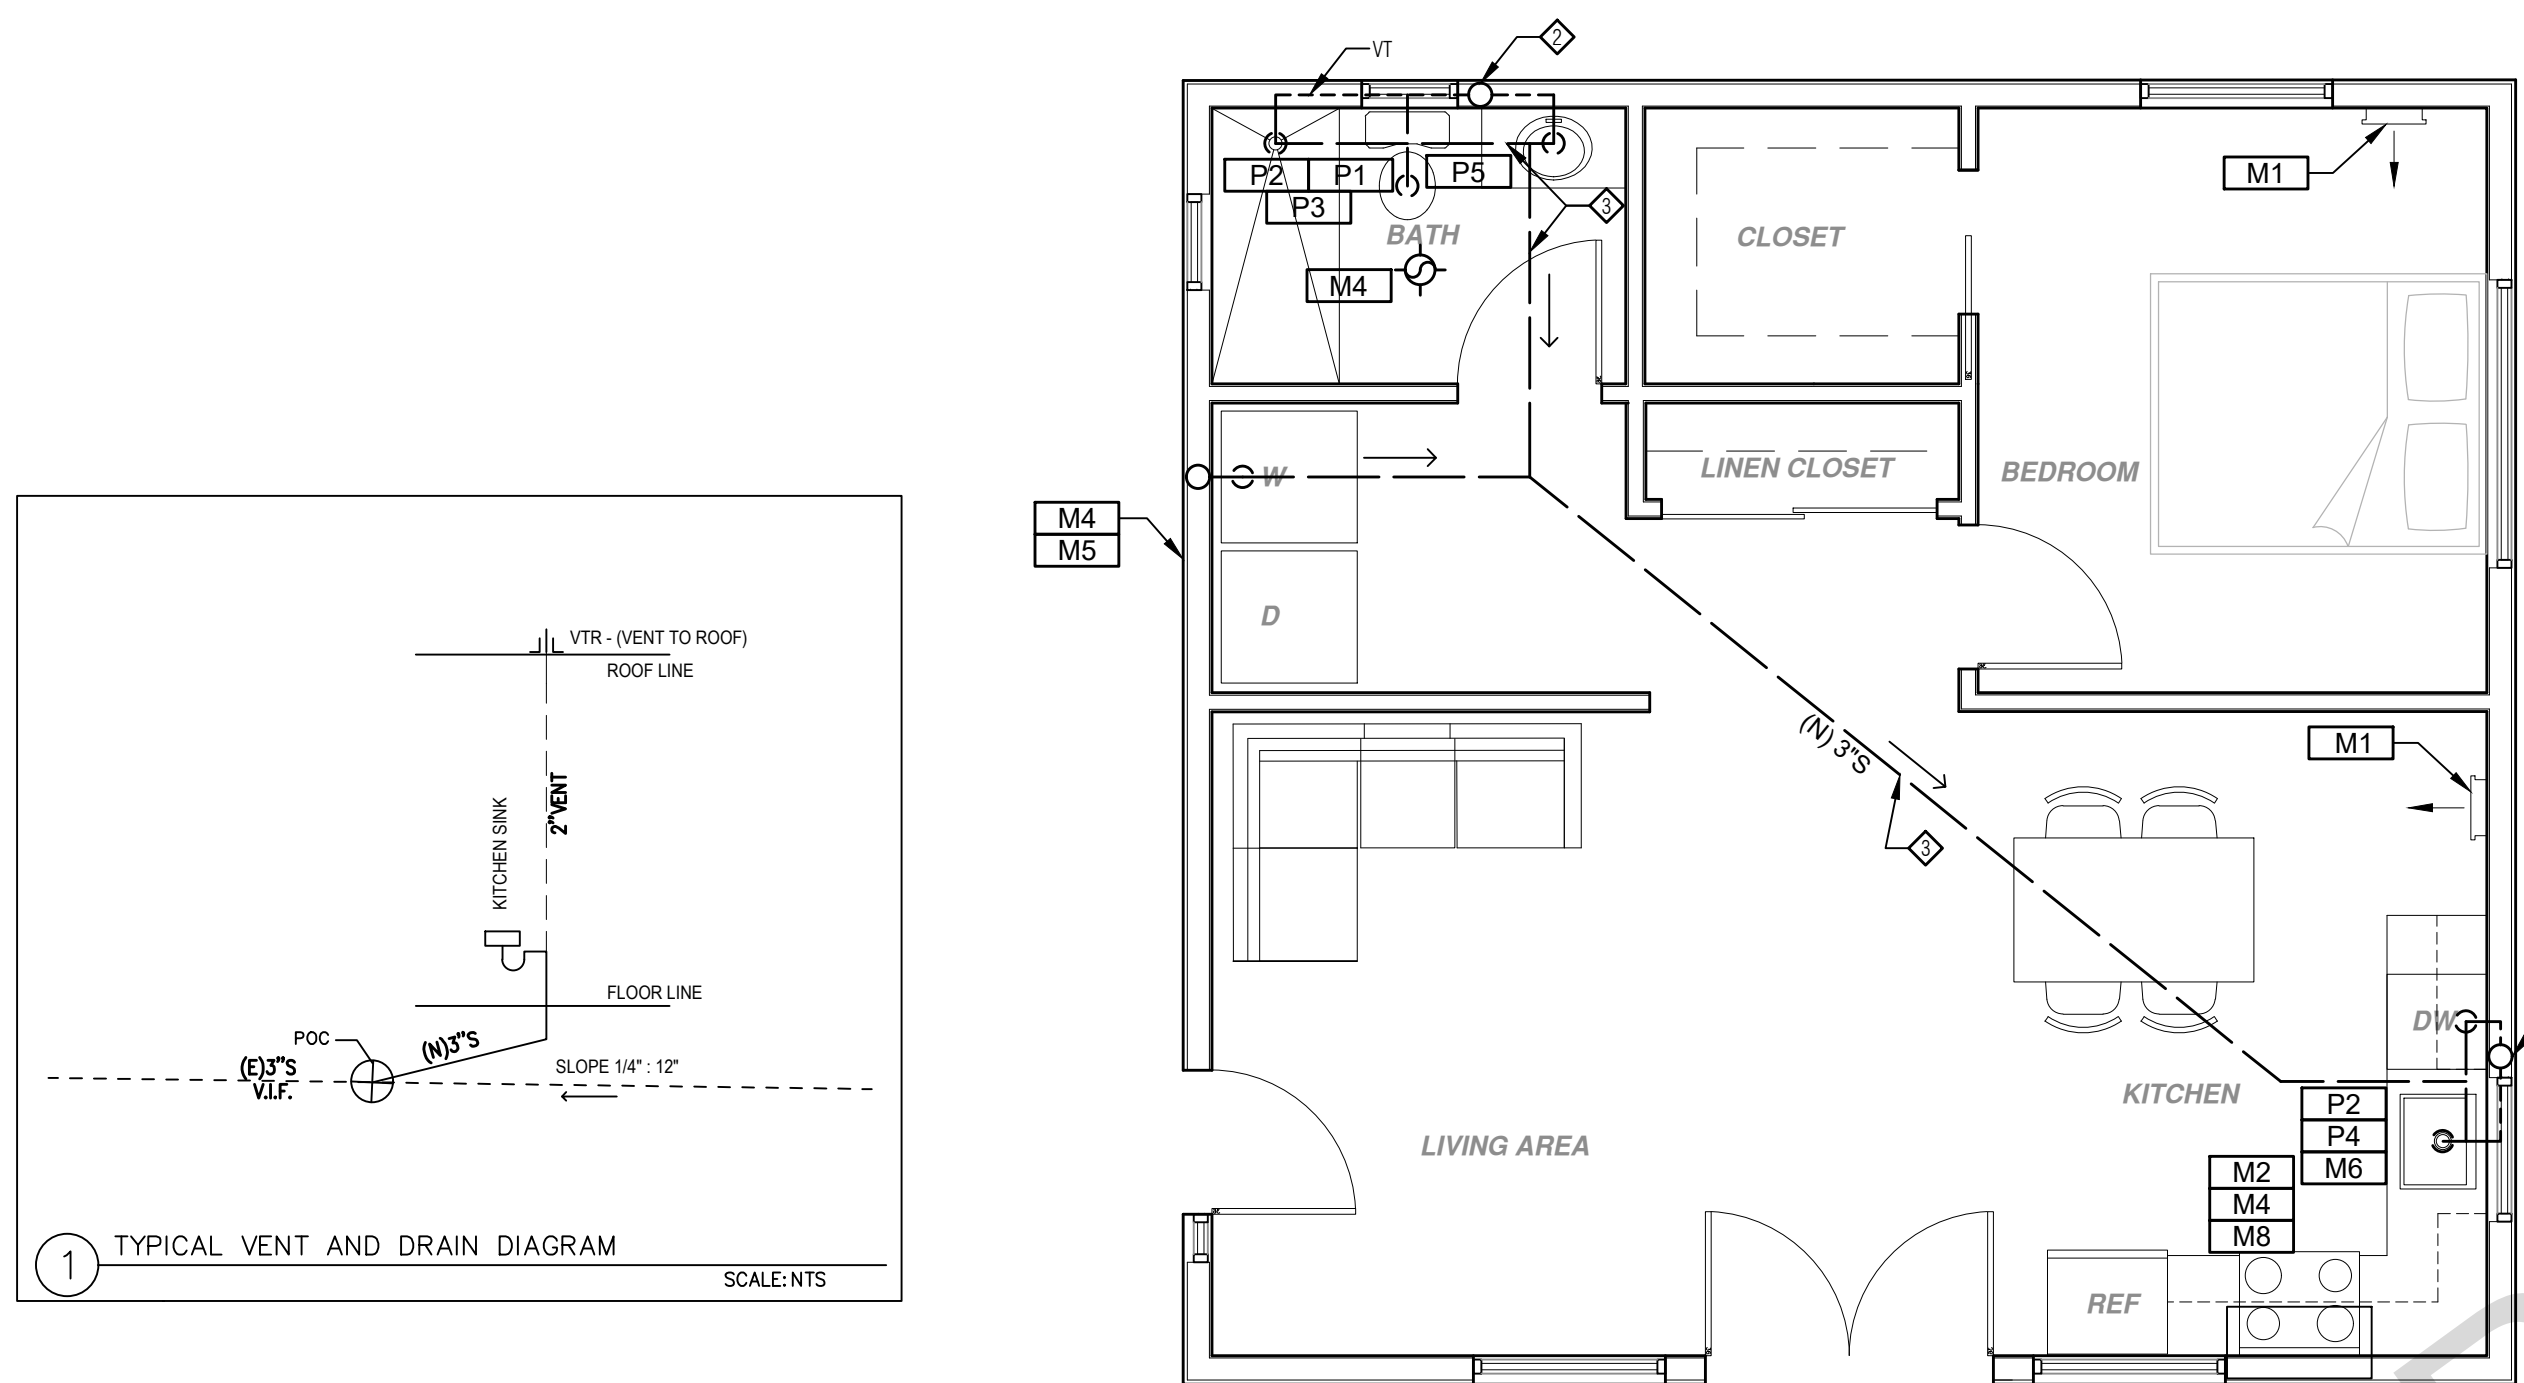 VT
2
P2
P1
P5
P3
3
BATH
M4
CLOSET
M1
W
LINEN CLOSET
BEDROOM
M4
M5
D
(N) 3"S
3
M1
DW
KITCHEN
P2
P4
M6
M2
M4
M8
LIVING AREA
REF
VTR - (VENT TO ROOF)
ROOF LINE
2"VENT
KITCHEN SINK
FLOOR LINE
POC
(N)3"S
(E)3"S
V.I.F.
SLOPE 1/4" : 12"
1
TYPICAL VENT AND DRAIN DIAGRAM
SCALE: NTS